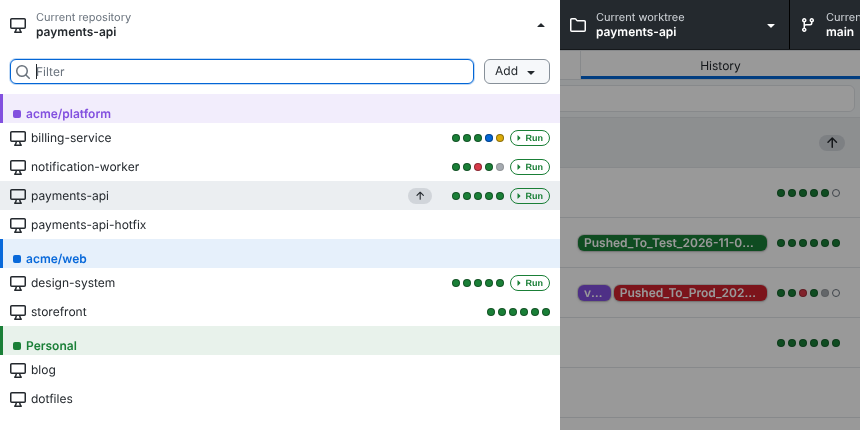 Current repository
payments-api
Filter
Add
acme/platform
billing-service
Run
notification-worker
Run
payments-api
Run
payments-api-hotfix
acme/web
design-system
Run
storefront
Personal
blog
dotfiles
Current worktree
payments-api
Curren
main
History
Pushed_To_Test_2026-11-0...
v...
Pushed_To_Prod_202...